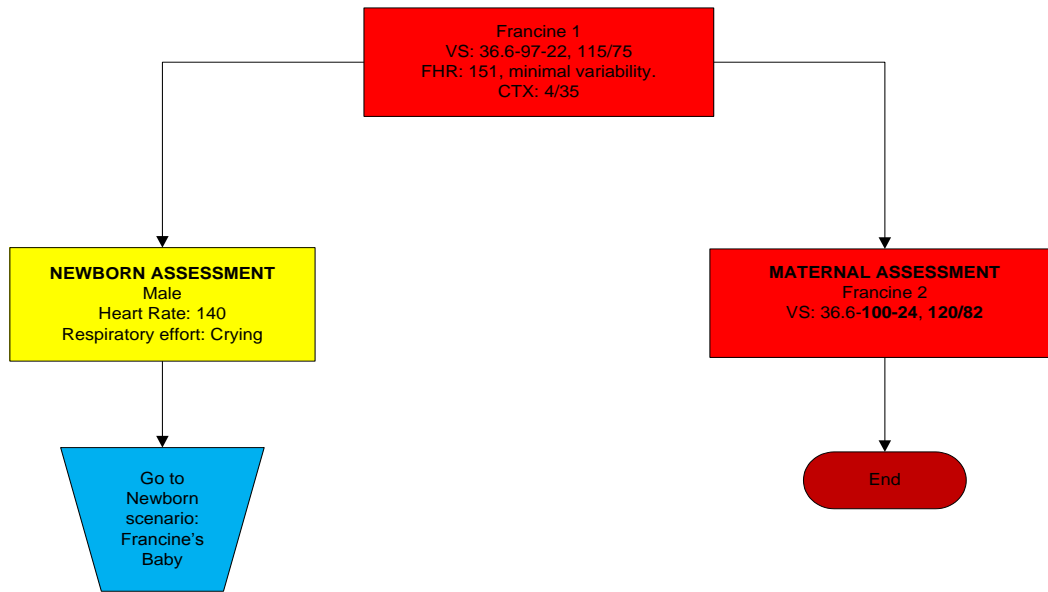 Francine 1
VS: 36.6-97-22, 115/75
FHR: 151, minimal variability.
CTX: 4/35
NEWBORN ASSESSMENT
Male
Heart Rate: 140
Respiratory effort: Crying
MATERNAL ASSESSMENT
Francine 2
VS: 36.6-100-24, 120/82
Go to
Newborn
scenario:
Francine's
Baby
End